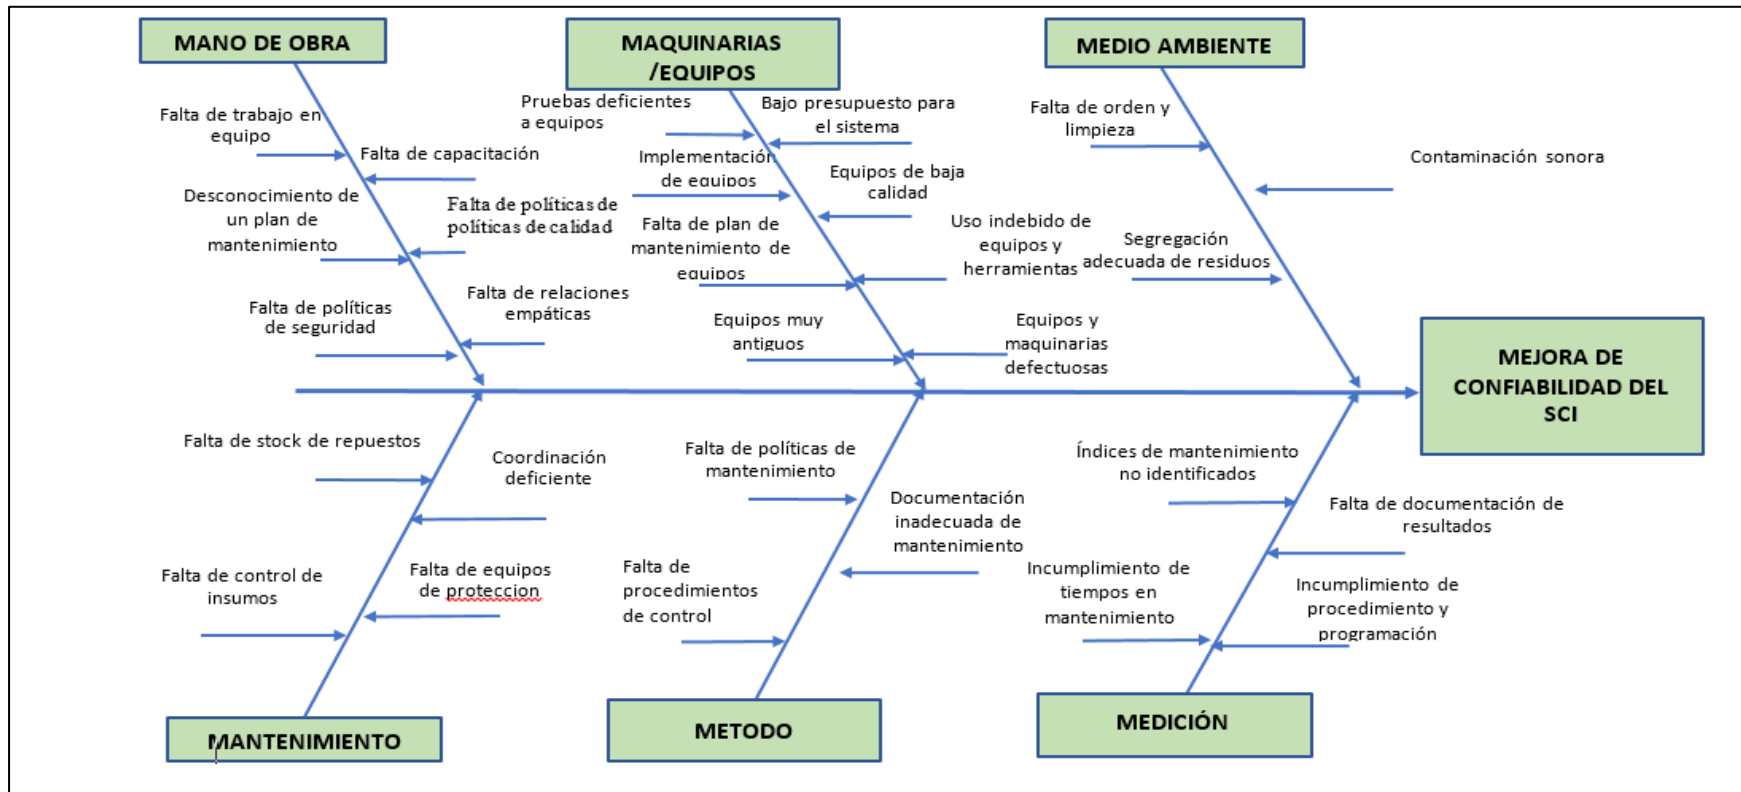 MANO DE OBRA
MAQUINARIAS
/EQUIPOS
MEDIO AMBIENTE
Falta de trabajo en
equipo
Falta de capacitación
Desconocimiento de
un plan de
mantenimiento
Falta de políticas de
políticas de calidad
Falta de políticas
de seguridad
Falta de relaciones
empáticas
Pruebas deficientes
a equipos
Bajo presupuesto para
el sistema
Implementación
de equipos
Equipos de baja
calidad
Falta de plan de
mantenimiento de
equipos
Uso indebido de
equipos y
herramientas
Equipos muy
antiguos
Equipos y
maquinarias
defectuosas
Falta de orden y
limpieza
Contaminación sonora
Segregación
adecuada de residuos
MEJORA DE
CONFIABILIDAD DEL
SCI
Falta de stock de repuestos
Coordinación
deficiente
Falta de control de
insumos
Falta de equipos
de proteccion
Falta de políticas de
mantenimiento
Documentación
inadecuada de
mantenimiento
Falta de
procedimientos
de control
Índices de mantenimiento
no identificados
Falta de documentación de
resultados
Incumplimiento de
tiempos en
mantenimiento
Incumplimiento de
procedimiento y
programación
MANTENIMIENTO
METODO
MEDICIÓN